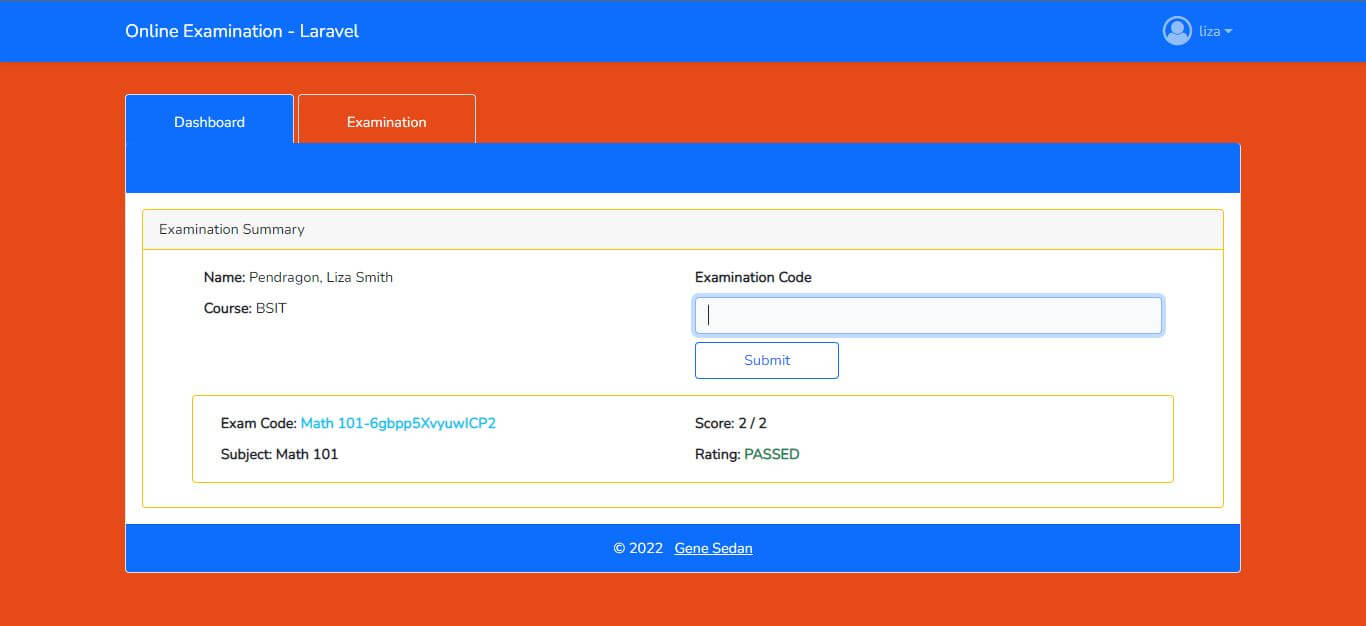 Online Examination - Laravel
liza
Dashboard
Examination
Examination Summary
Name: Pendragon, Liza Smith
Examination Code
Course: BSIT
Submit
Exam Code: Math 101-6gbpp5XvyuwICP2
Score: 2 / 2
Subject: Math 101
Rating: PASSED
© 2022 Gene Sedan